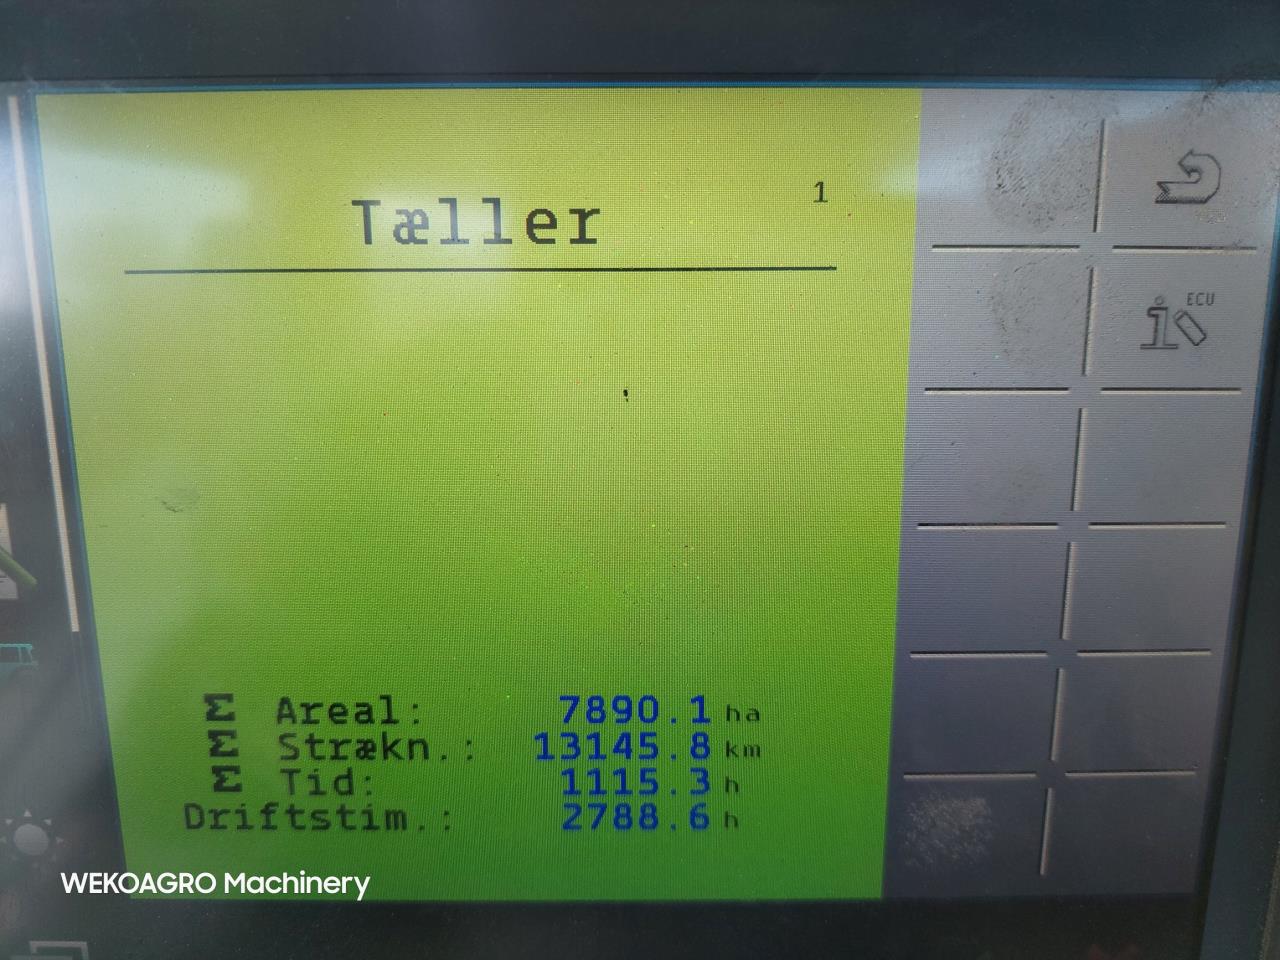 Tæller
1
ECU
Σ Areal: 7890.1 ha
Σ Strækn.: 13145.8 km
Σ Tid: 1115.3 h
Driftstim.: 2788.6 h
WEKOAGRO Machinery